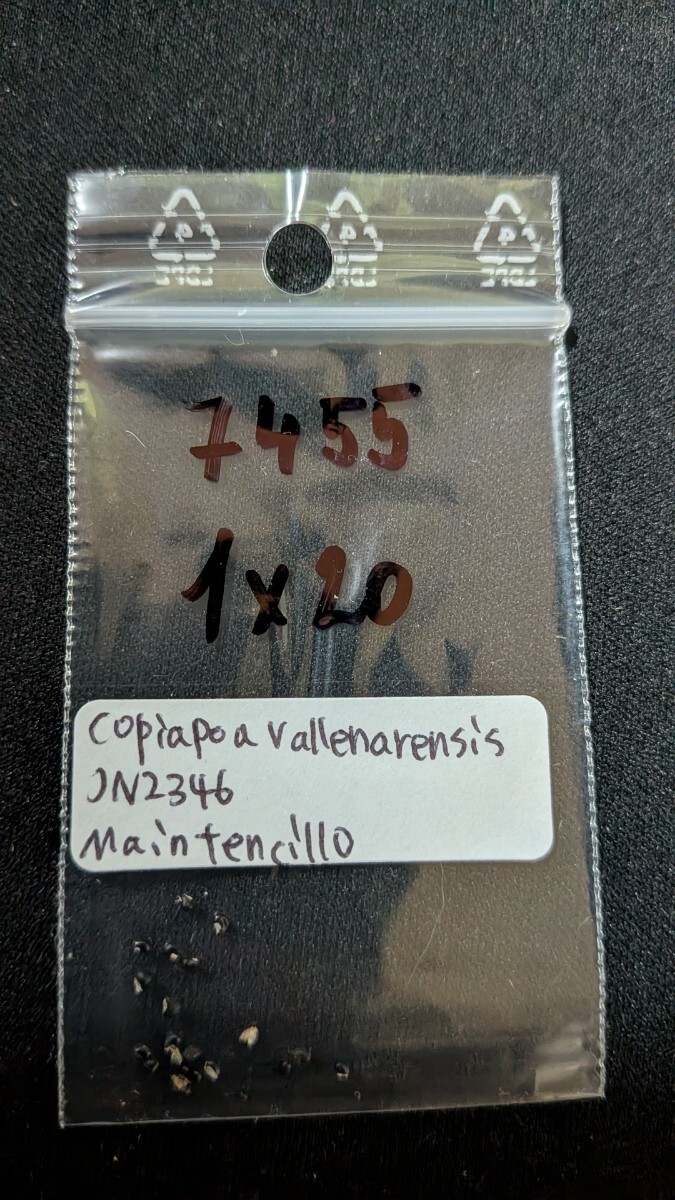 7455
1x20
Copiapoa vallenarensis
JN2346
Maintencillo